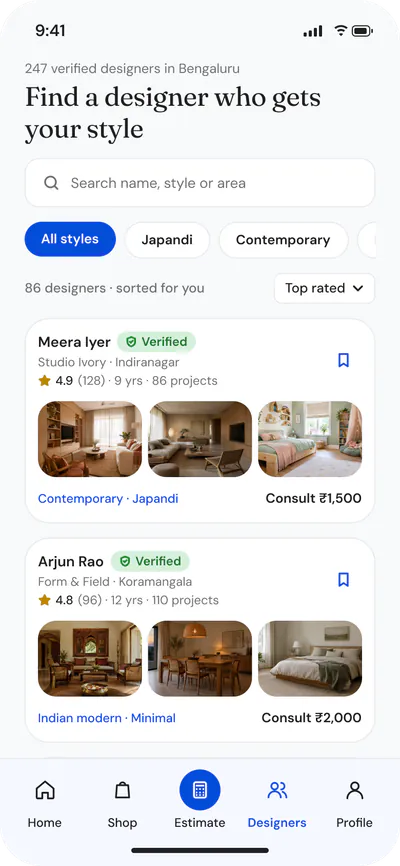 9:41
247 verified designers in Bengaluru
Find a designer who gets
your style
Search name, style or area
All styles
Japandi
Contemporary
86 designers · sorted for you
Top rated
Meera Iyer
Verified
Studio Ivory · Indiranagar
4.9 (128) · 9 yrs · 86 projects
Contemporary · Japandi
Consult ₹1,500
Arjun Rao
Verified
Form & Field · Koramangala
4.8 (96) · 12 yrs · 110 projects
Indian modern · Minimal
Consult ₹2,000
Home
Shop
Estimate
Designers
Profile